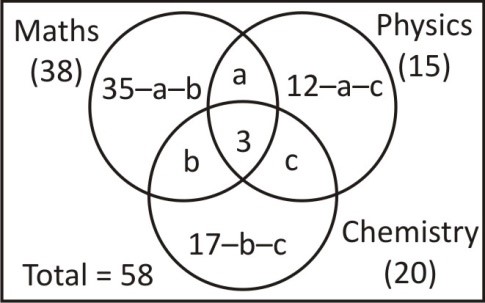 Maths
(38)
Physics
(15)
35–a–b
a
12–a–c
3
b
c
17–b–c
Chemistry
(20)
Total = 58